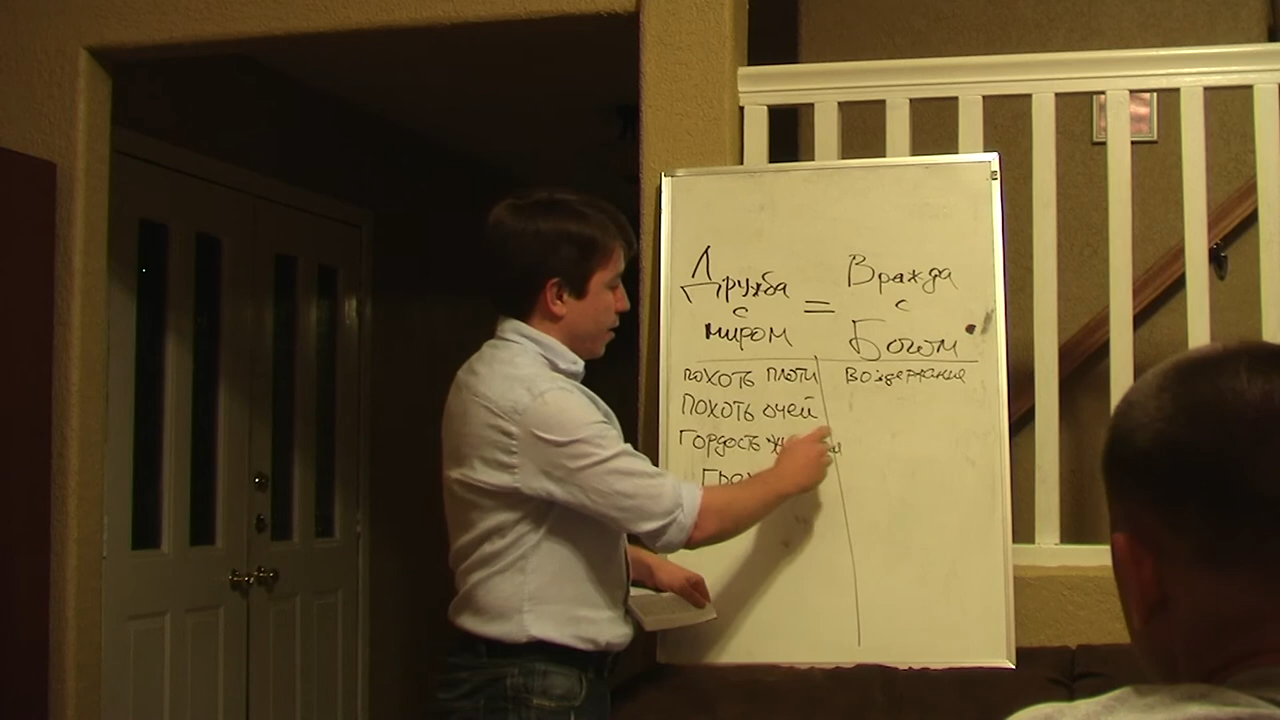 Дружба
с
миром
=
Вражда
с
Богом
похоть плоти
похоть очей
Гордость
Воздержание